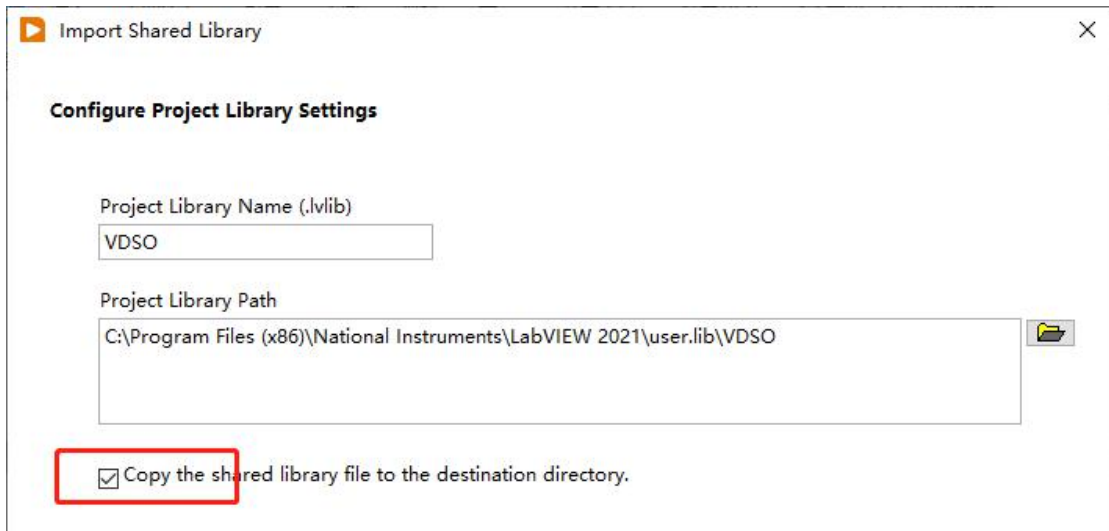 Import Shared Library
Configure Project Library Settings
Project Library Name (.lvlib)
VDSO
Project Library Path
C:\Program Files (x86)\National Instruments\LabVIEW 2021\user.lib\VDSO
Copy the shared library file to the destination directory.